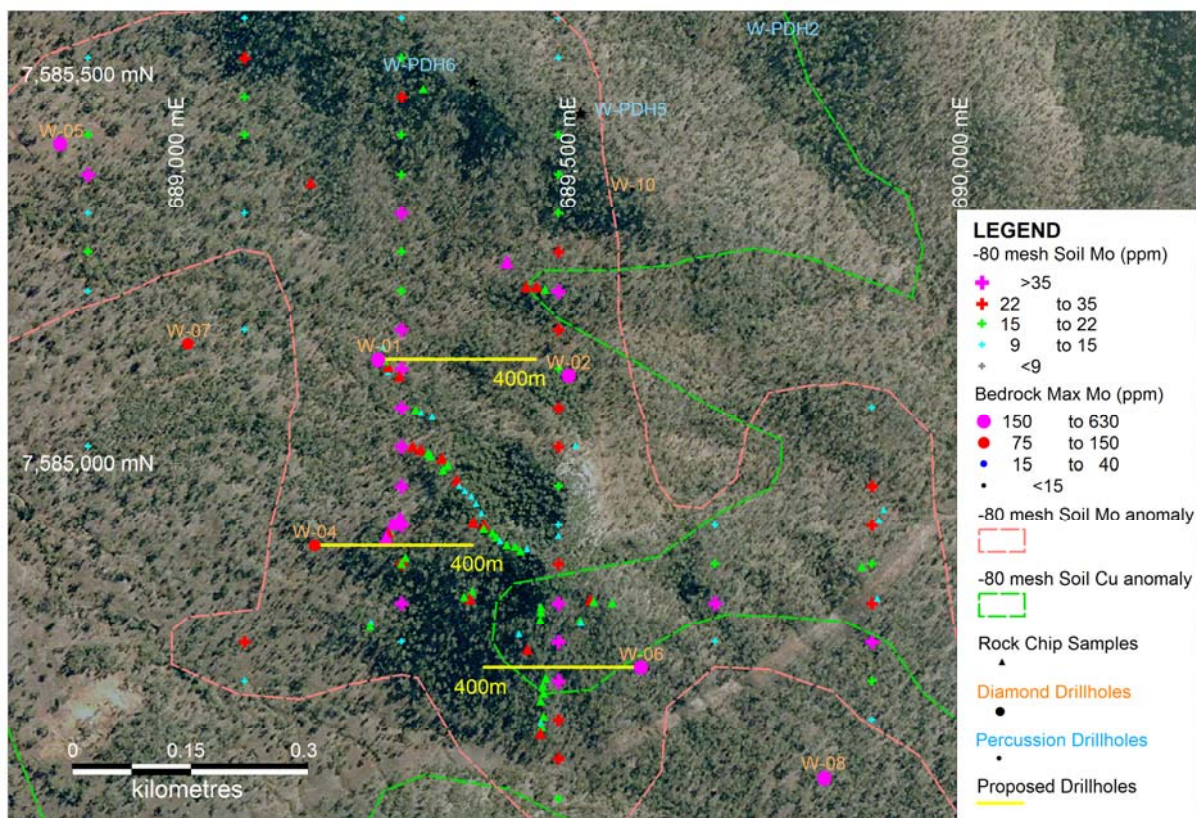 W-PDH2
7,585,500 mN
W-PDH6
W-PDH5
W-05
689,000 mE
689,500 mE
690,000 mE
W-10
W-07
W-01
W-02
400m
7,585,000 mN
W-04
400m
W-06
400m
W-08
0 0.15 0.3
kilometres
LEGEND
-80 mesh Soil Mo (ppm)
>35
22 to 35
15 to 22
9 to 15
<9
Bedrock Max Mo (ppm)
150 to 630
75 to 150
15 to 40
<15
-80 mesh Soil Mo anomaly
-80 mesh Soil Cu anomaly
Rock Chip Samples
Diamond Drillholes
Percussion Drillholes
Proposed Drillholes